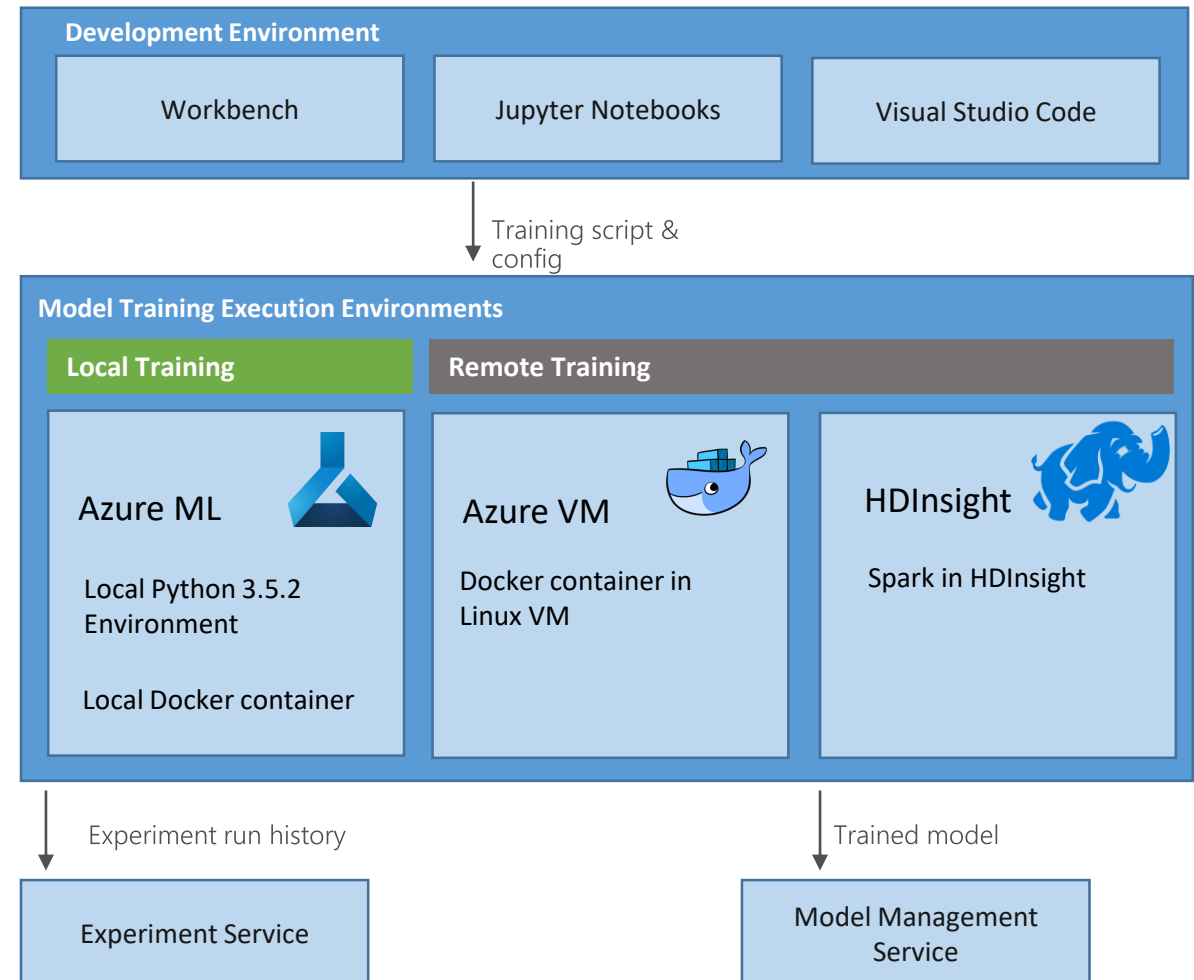 Development Environment
Workbench
Jupyter Notebooks
Visual Studio Code
Training script &
config
Model Training Execution Environments
Local Training
Remote Training
Azure ML
Local Python 3.5.2
Environment
Local Docker container
Azure VM
Docker container in
Linux VM
HDInsight
Spark in HDInsight
Experiment run history
Trained model
Experiment Service
Model Management
Service